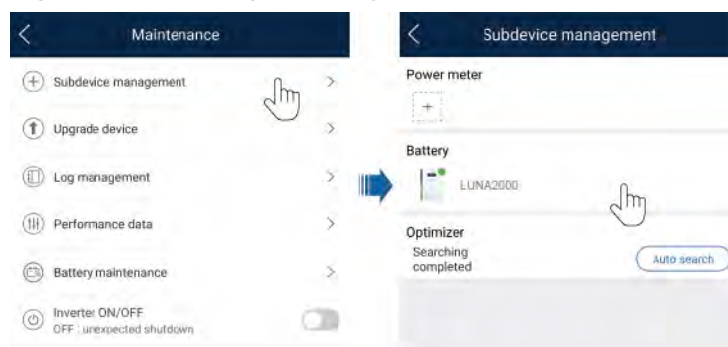 Maintenance
Subdevice management
Upgrade device
Log management
Performance data
Battery maintenance
Inverter ON/OFF
OFF : unexpected shutdown
Subdevice management
Power meter
+
Battery
LUNA2000
Optimizer
Searching
completed
Auto search